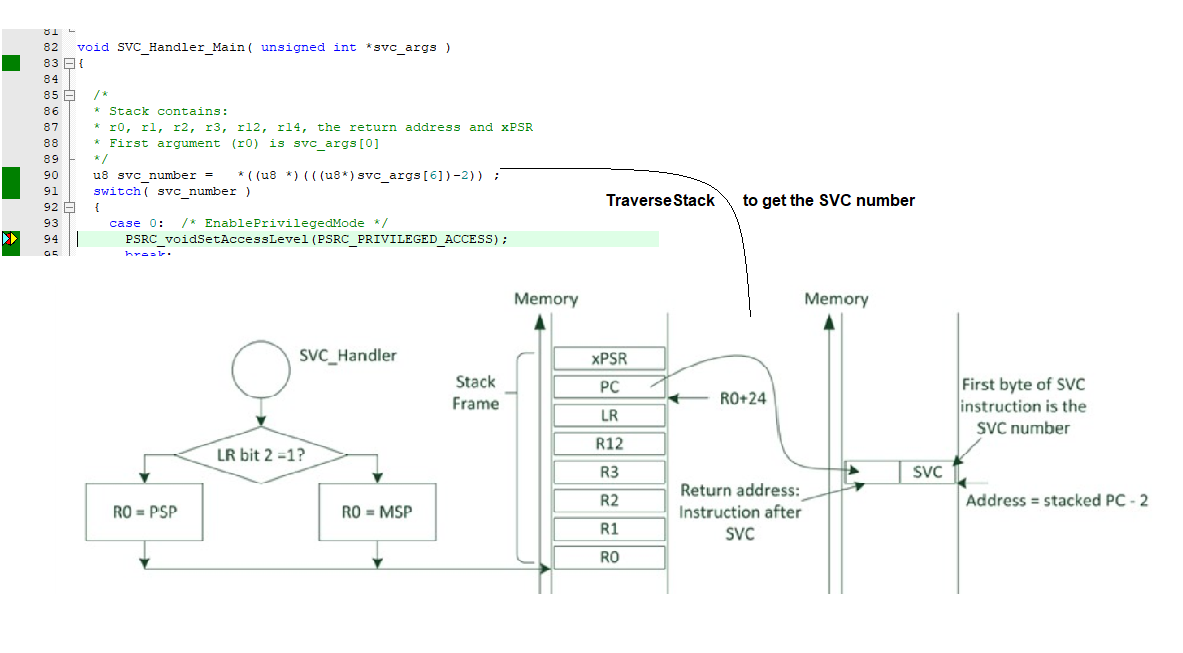 81
82 void SVC_Handler_Main( unsigned int *svc_args )
83 {
84
85 /*
86 * Stack contains:
87 * r0, r1, r2, r3, r12, r14, the return address and xPSR
88 * First argument (r0) is svc_args[0]
89 */
90 u8 svc_number = *((u8 *)(((u8*)svc_args[6])-2)) ;
91 switch( svc_number )
92 {
93 case 0: /* EnablePrivilegedMode */
94 PSRC_voidSetAccessLevel(PSRC_PRIVILEGED_ACCESS);
95 break;
TraverseStack to get the SVC number
Memory
Memory
SVC_Handler
LR bit 2 =1?
R0 = PSP
R0 = MSP
Stack
Frame
xPSR
PC
LR
R12
R3
R2
R1
R0
R0+24
Return address:
Instruction after
SVC
First byte of SVC
instruction is the
SVC number
SVC
Address = stacked PC - 2